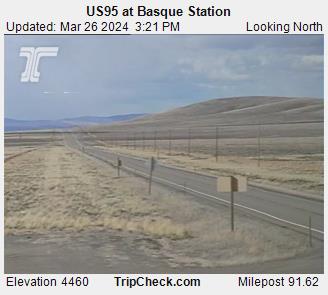 US95 at Basque Station
Updated: Mar 26 2024 3:21 PM Looking North
Elevation 4460 TripCheck.com Milepost 91.62